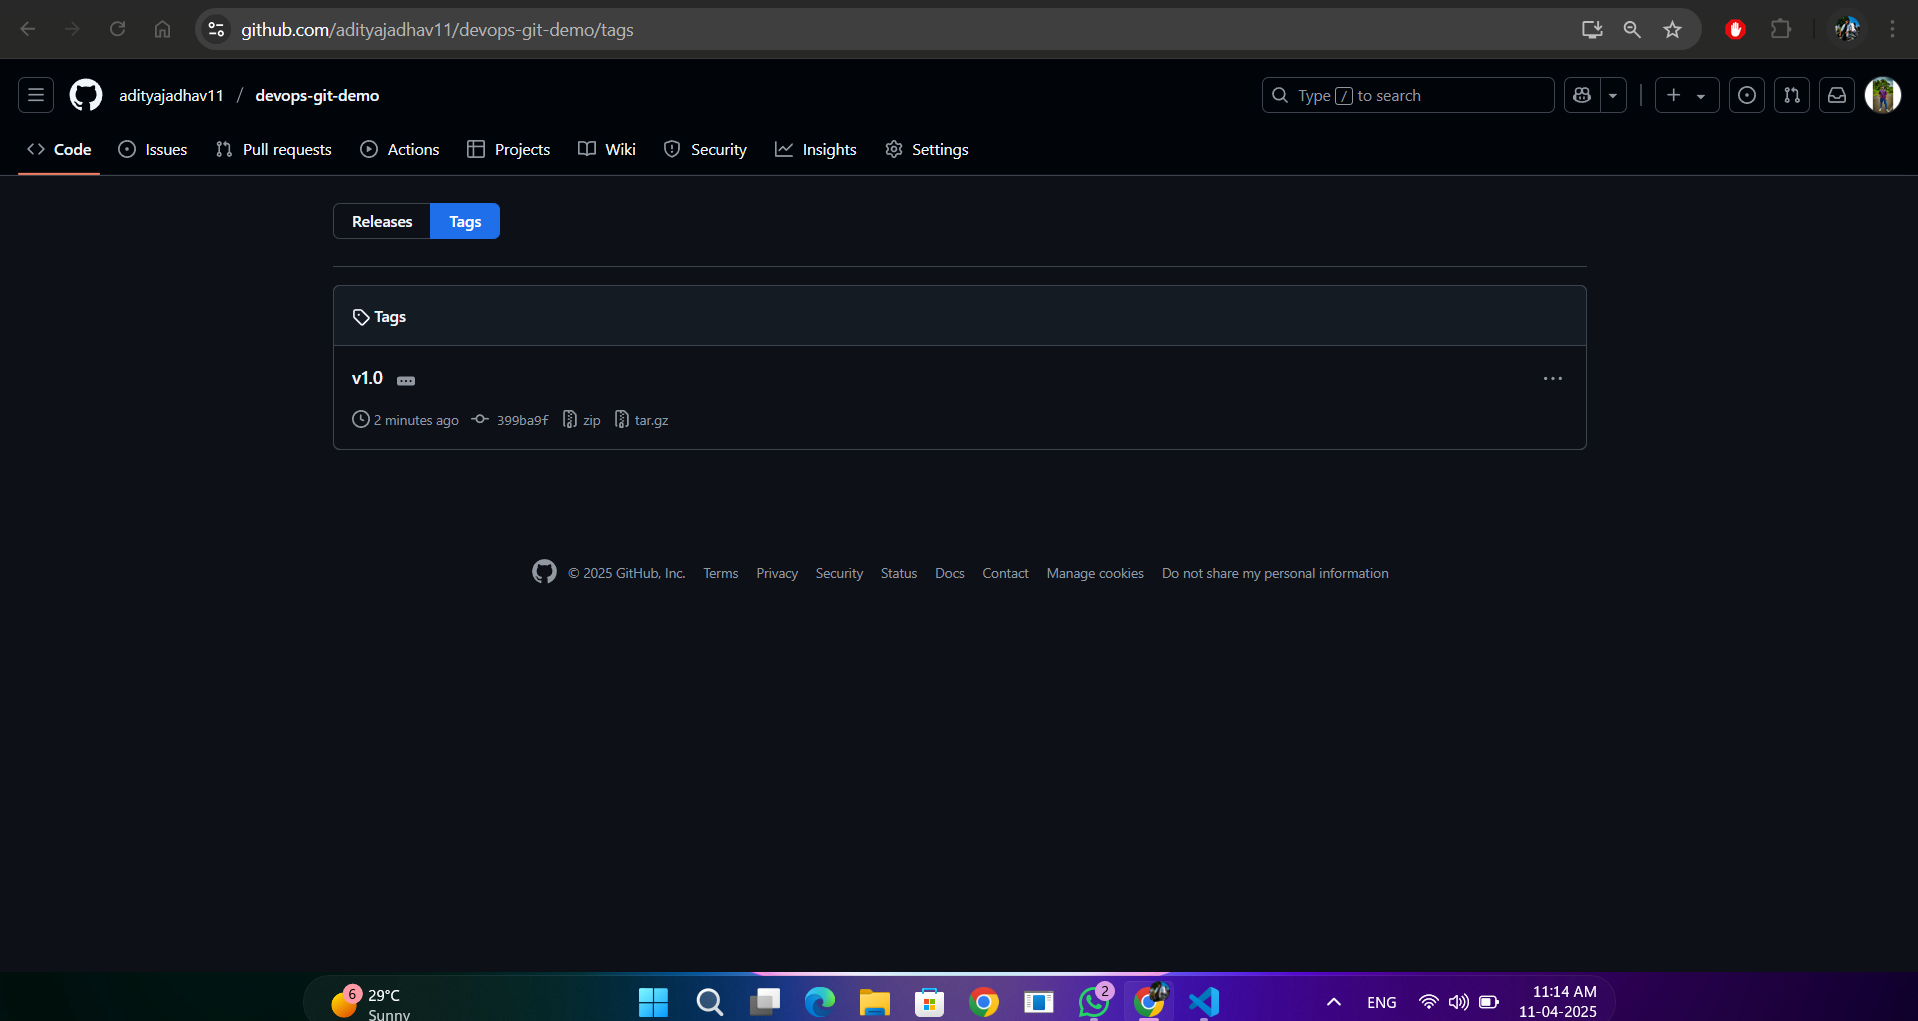 github.com/adityajadhav11/devops-git-demo/tags
adityajadhav11 / devops-git-demo
Type / to search
Code Issues Pull requests Actions Projects Wiki Security Insights Settings
Releases Tags
Tags
v1.0
2 minutes ago 399ba9f zip tar.gz
© 2025 GitHub, Inc. Terms Privacy Security Status Docs Contact Manage cookies Do not share my personal information
6 29°C
Sunny
2
ENG
11:14 AM
11-04-2025